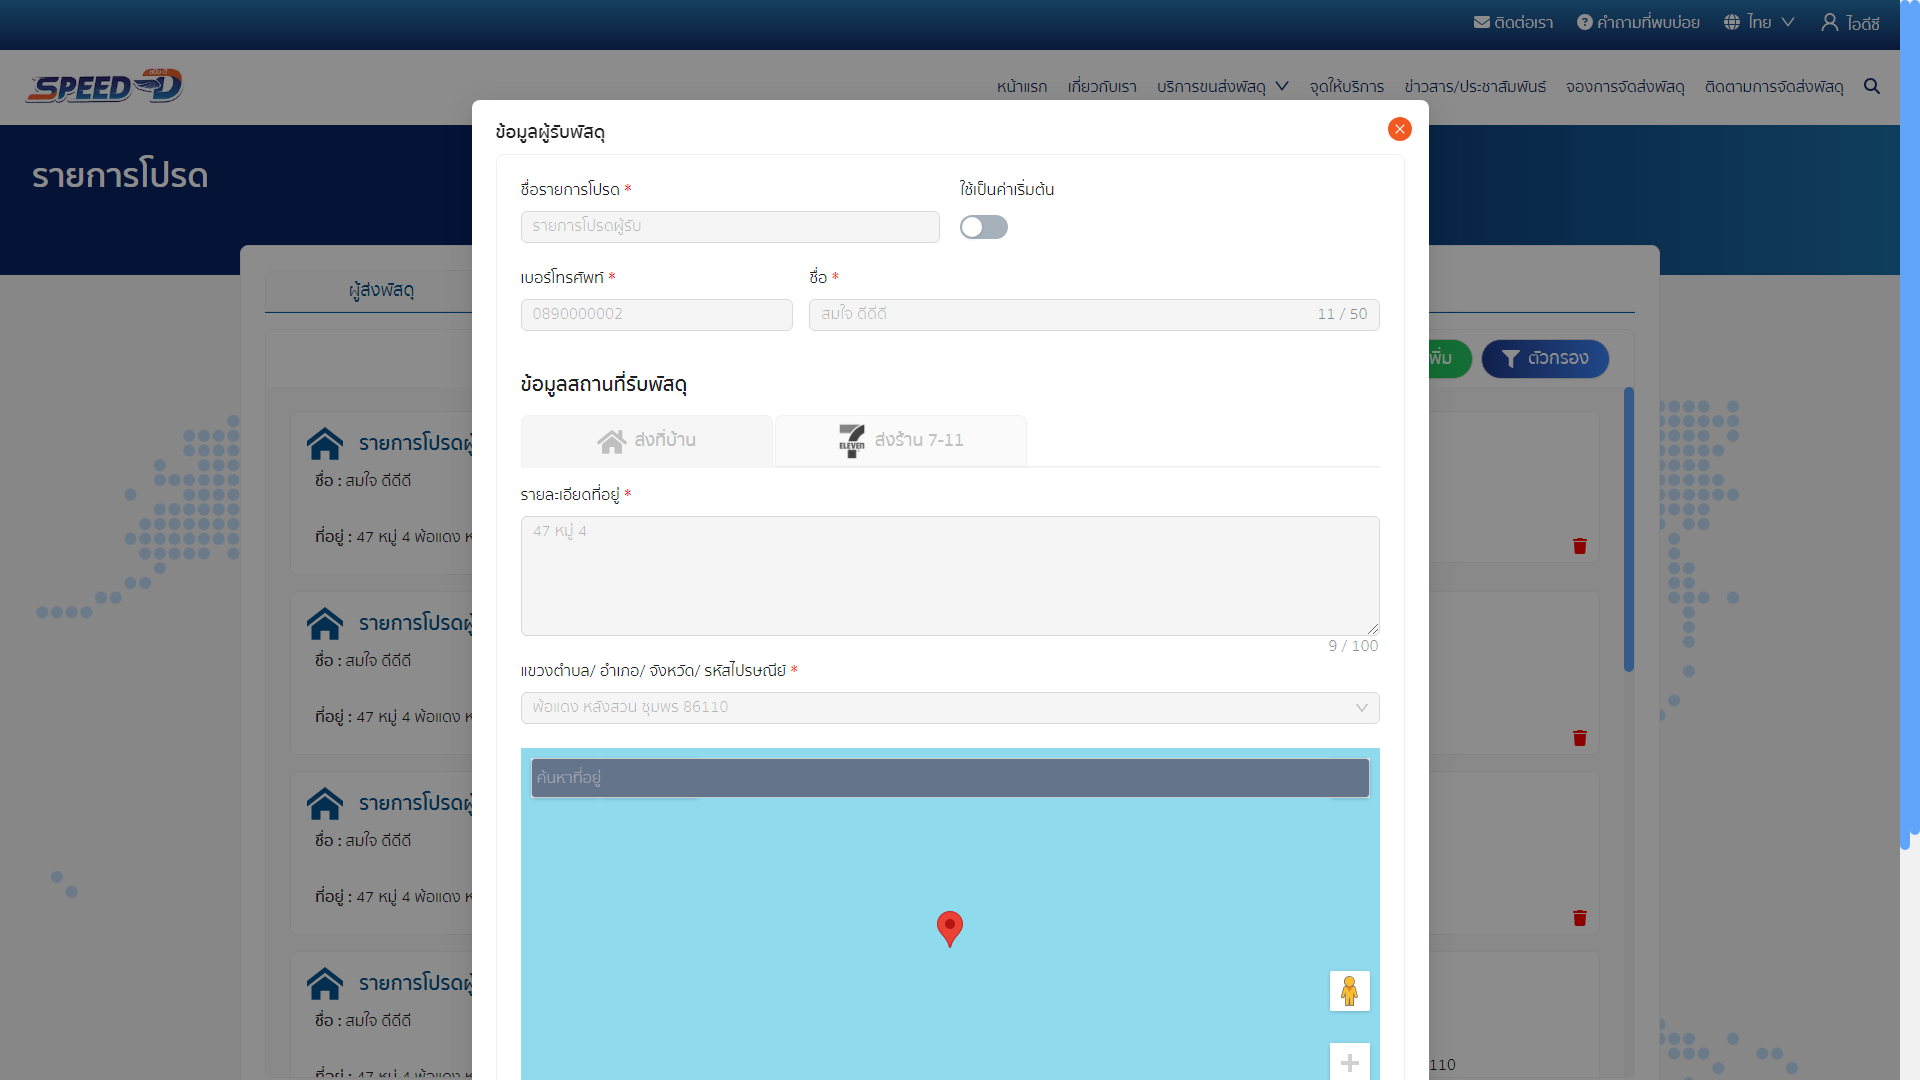 ติดต่อเรา คำถามที่พบบ่อย ไทย ไอดีซี
SPEED-D สปีด-ดี
หน้าแรก เกี่ยวกับเรา บริการขนส่งพัสดุ จุดให้บริการ ข่าวสาร/ประชาสัมพันธ์ จองการจัดส่งพัสดุ ติดตามการจัดส่งพัสดุ
รายการโปรด
ผู้ส่งพัสดุ
ตัวกรอง
ข้อมูลผู้รับพัสดุ
ชื่อรายการโปรด *
ใช้เป็นค่าเริ่มต้น
รายการโปรดผู้รับ
เบอร์โทรศัพท์ *
ชื่อ *
0890000002
สมใจ ดีดีดี
11 / 50
ข้อมูลสถานที่รับพัสดุ
ส่งที่บ้าน
7 ELEVEN ส่งร้าน 7-11
รายละเอียดที่อยู่ *
47 หมู่ 4
9 / 100
แขวงตำบล/ อำเภอ/ จังหวัด/ รหัสไปรษณีย์ *
พ้อแดง หลังสวน ชุมพร 86110
ค้นหาที่อยู่
รายการโปรดผู้
ชื่อ : สมใจ ดีดีดี
ที่อยู่ : 47 หมู่ 4 พ้อแดง ห
รายการโปรดผู้
ชื่อ : สมใจ ดีดีดี
ที่อยู่ : 47 หมู่ 4 พ้อแดง ห
รายการโปรดผู้
ชื่อ : สมใจ ดีดีดี
ที่อยู่ : 47 หมู่ 4 พ้อแดง ห
รายการโปรดผู้
ชื่อ : สมใจ ดีดีดี
ที่อยู่ : 47 หมู่ 4 พ้อแดง ห
110